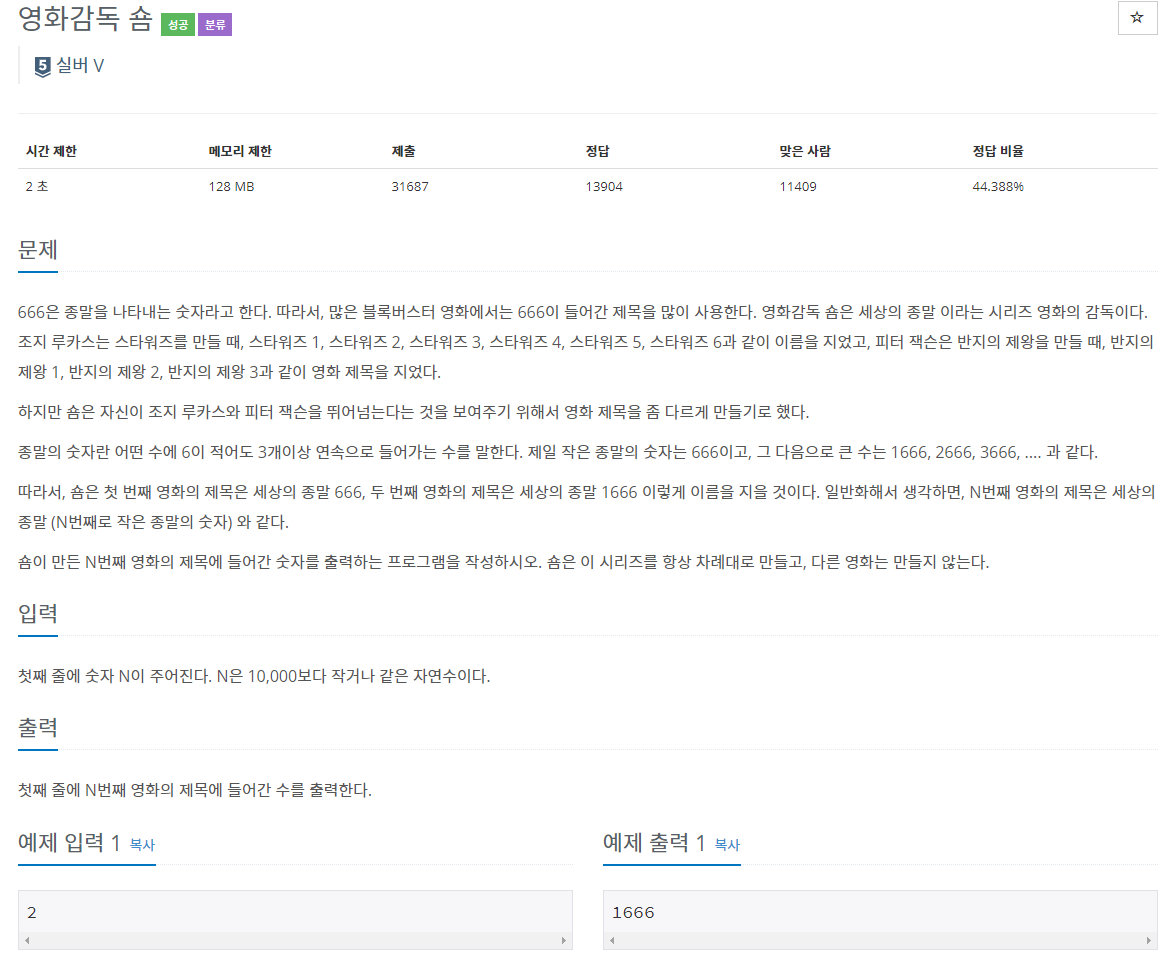 영화감독 숌 성공 분류
☆
5 실버 V
시간 제한 메모리 제한 제출 정답 맞은 사람 정답 비율
2 초 128 MB 31687 13904 11409 44.388%
문제
666은 종말을 나타내는 숫자라고 한다. 따라서, 많은 블록버스터 영화에서는 666이 들어간 제목을 많이 사용한다. 영화감독 숌은 세상의 종말 이라는 시리즈 영화의 감독이다.
조지 루카스는 스타워즈를 만들 때, 스타워즈 1, 스타워즈 2, 스타워즈 3, 스타워즈 4, 스타워즈 5, 스타워즈 6과 같이 이름을 지었고, 피터 잭슨은 반지의 제왕을 만들 때, 반지의
제왕 1, 반지의 제왕 2, 반지의 제왕 3과 같이 영화 제목을 지었다.
하지만 숌은 자신이 조지 루카스와 피터 잭슨을 뛰어넘는다는 것을 보여주기 위해서 영화 제목을 좀 다르게 만들기로 했다.
종말의 숫자란 어떤 수에 6이 적어도 3개이상 연속으로 들어가는 수를 말한다. 제일 작은 종말의 숫자는 666이고, 그 다음으로 큰 수는 1666, 2666, 3666, .... 과 같다.
따라서, 숌은 첫 번째 영화의 제목은 세상의 종말 666, 두 번째 영화의 제목은 세상의 종말 1666 이렇게 이름을 지을 것이다. 일반화해서 생각하면, N번째 영화의 제목은 세상의
종말 (N번째로 작은 종말의 숫자) 와 같다.
숌이 만든 N번째 영화의 제목에 들어간 숫자를 출력하는 프로그램을 작성하시오. 숌은 이 시리즈를 항상 차례대로 만들고, 다른 영화는 만들지 않는다.
입력
첫째 줄에 숫자 N이 주어진다. N은 10,000보다 작거나 같은 자연수이다.
출력
첫째 줄에 N번째 영화의 제목에 들어간 수를 출력한다.
예제 입력 1 복사
2
예제 출력 1 복사
1666